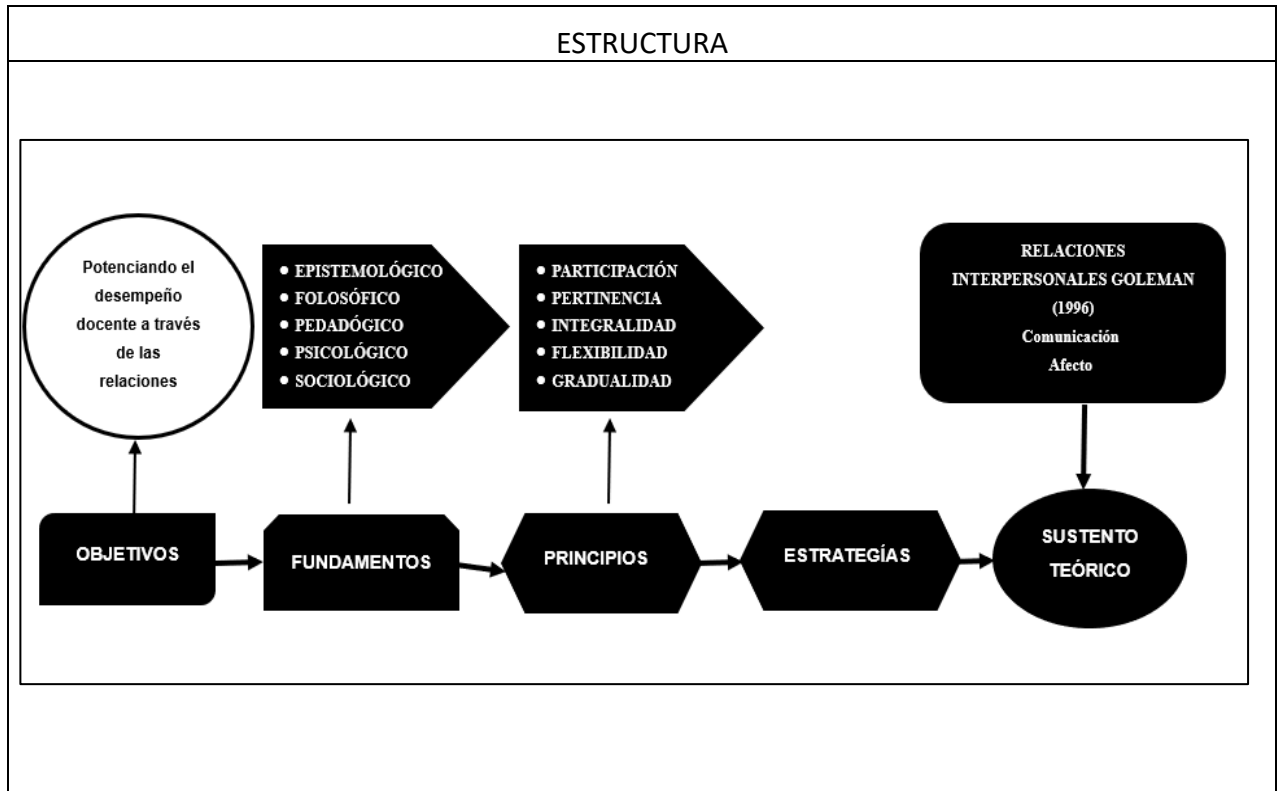 ESTRUCTURA
Potenciando el
desempeño
docente a través
de las
relaciones
● EPISTEMOLÓGICO
● FOLOSÓFICO
● PEDADÓGICO
● PSICOLÓGICO
● SOCIOLÓGICO
● PARTICIPACIÓN
● PERTINENCIA
● INTEGRALIDAD
● FLEXIBILIDAD
● GRADUALIDAD
RELACIONES
INTERPERSONALES GOLEMAN
(1996)
Comunicación
Afecto
OBJETIVOS
FUNDAMENTOS
PRINCIPIOS
ESTRATEGÍAS
SUSTENTO
TEÓRICO